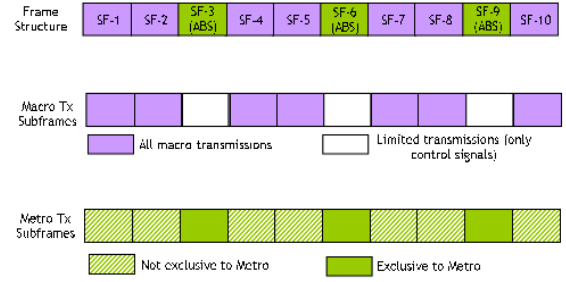 Frame
Structure
SF-1 SF-2 SF-3 (ABS) SF-4 SF-5 SF-6 (ABS) SF-7 SF-8 SF-9 (ABS) SF-10
Macro Tx
Subframes
All macro transmissions
Limited transmissions (only
control signals)
Metro Tx
Subframes
Not exclusive to Metro
Exclusive to Metro